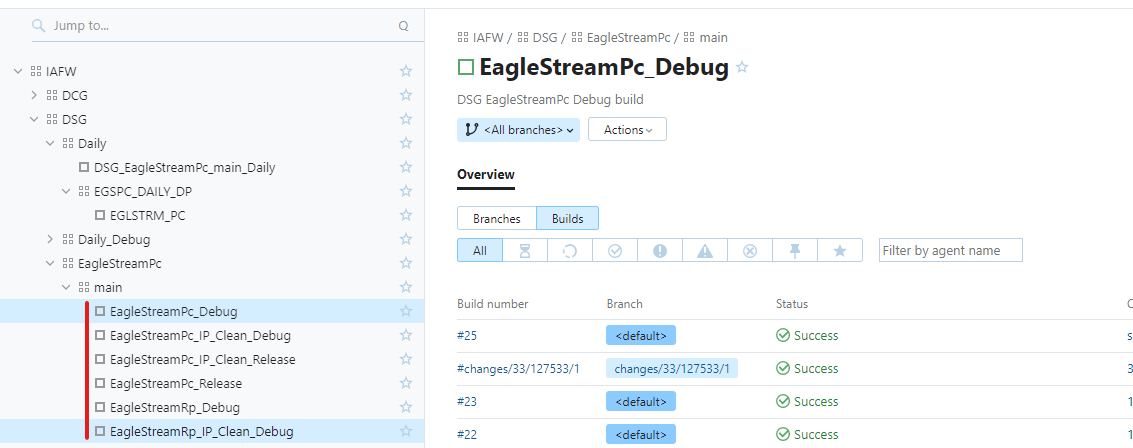 Jump to...
IAFW
DCG
DSG
Daily
DSG_EagleStreamPc_main_Daily
EGSPC_DAILY_DP
EGLSTRM_PC
Daily_Debug
EagleStreamPc
main
EagleStreamPc_Debug
EagleStreamPc_IP_Clean_Debug
EagleStreamPc_IP_Clean_Release
EagleStreamPc_Release
EagleStreamRp_Debug
EagleStreamRp_IP_Clean_Debug
IAFW / DSG / EagleStreamPc / main
EagleStreamPc_Debug
DSG EagleStreamPc Debug build
<All branches> Actions
Overview
Branches Builds
All Filter by agent name
Build number Branch Status C
#25 <default> Success s
#changes/33/127533/1 changes/33/127533/1 Success 3
#23 <default> Success 1
#22 <default> Success 1